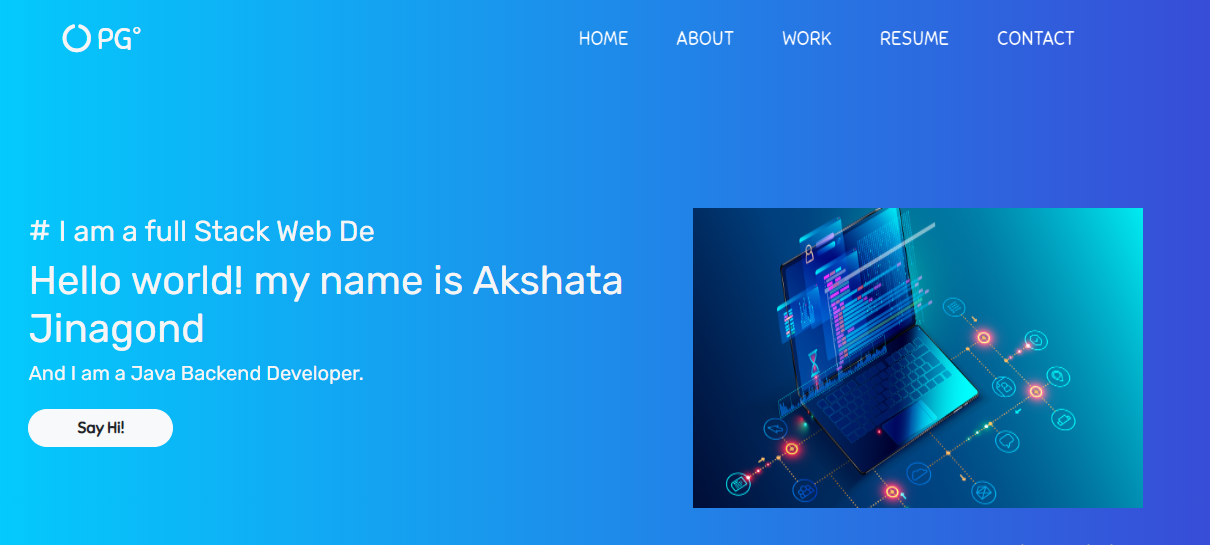 PG°
HOME ABOUT WORK RESUME CONTACT
# I am a full Stack Web De
Hello world! my name is Akshata
Jinagond
And I am a Java Backend Developer.
Say Hi!